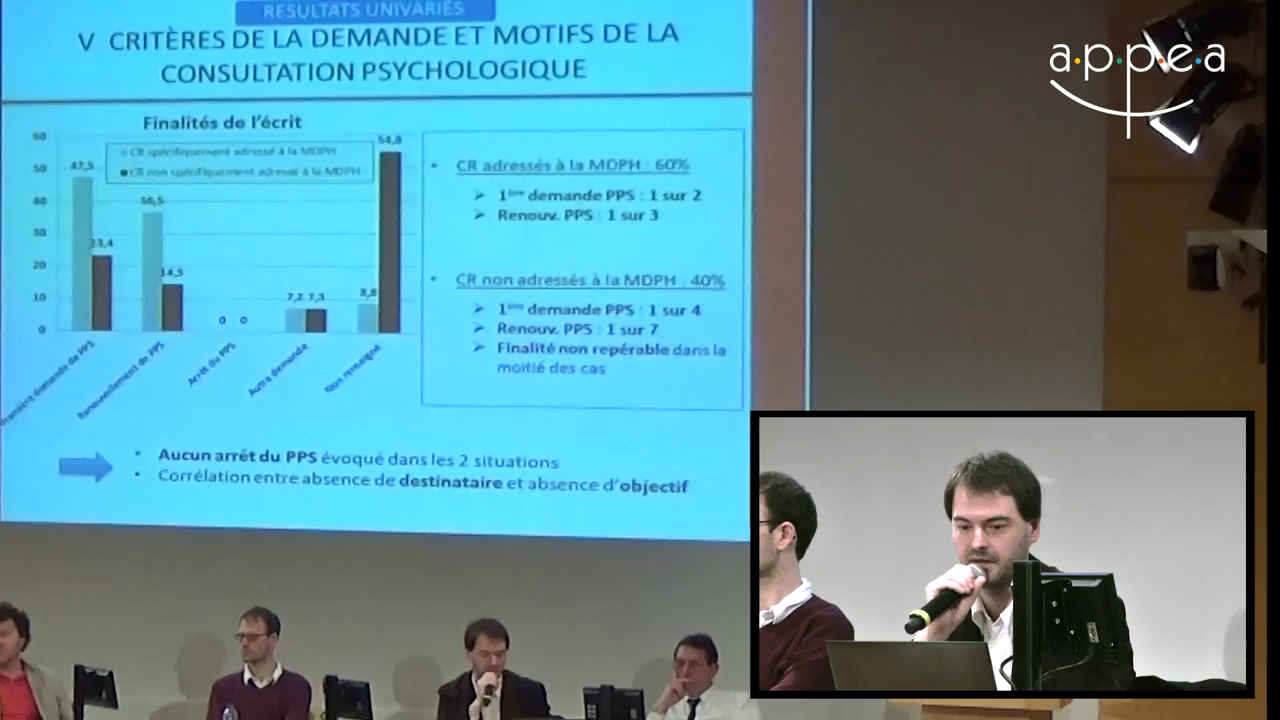 RESULTATS UNIVARIÉS
V CRITÈRES DE LA DEMANDE ET MOTIFS DE LA
CONSULTATION PSYCHOLOGIQUE
a·p·p·e·a
Finalités de l'écrit
CR spécifiquement adressé à la MDPH
CR non spécifiquement adressé à la MDPH
60
50
40
30
20
10
0
47,5
23,4
36,5
14,5
0 0
7,2 7,3
8,8
54,8
Première demande de PPS
Renouvellement de PPS
Arrêt du PPS
Autre demande
Non renseigné
• CR adressés à la MDPH : 60%
➢ 1ère demande PPS : 1 sur 2
➢ Renouv. PPS : 1 sur 3
• CR non adressés à la MDPH : 40%
➢ 1ère demande PPS : 1 sur 4
➢ Renouv. PPS : 1 sur 7
➢ Finalité non repérable dans la
moitié des cas
• Aucun arrêt du PPS évoqué dans les 2 situations
• Corrélation entre absence de destinataire et absence d'objectif